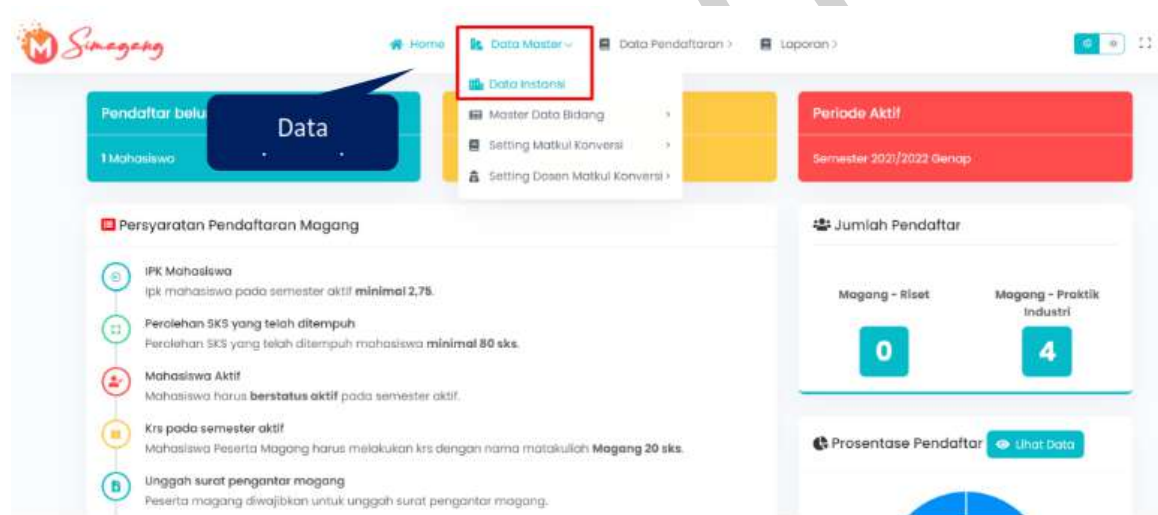 Simagang
Home Data Master Data Pendaftaran > Laporan >
Data Instansi
Master Data Bidang >
Setting Matkul Konversi >
Setting Dosen Matkul Konversi >
Data
Pendaftar belu
1 Mahasiswa
Periode Aktif
Semester 2021/2022 Genap
Persyaratan Pendaftaran Magang
IPK Mahasiswa
Ipk mahasiswa pada semester aktif minimal 2,75.
Perolehan SKS yang telah ditempuh
Perolehan SKS yang telah ditempuh mahasiswa minimal 80 sks.
Mahasiswa Aktif
Mahasiswa harus berstatus aktif pada semester aktif.
Krs pada semester aktif
Mahasiswa Peserta Magang harus melakukan krs dengan nama matakuliah Magang 20 sks.
Unggah surat pengantar magang
Peserta magang diwajibkan untuk unggah surat pengantar magang.
Jumlah Pendaftar
Magang - Riset
0
Magang - Praktik
Industri
4
Prosentase Pendaftar Lihat Data